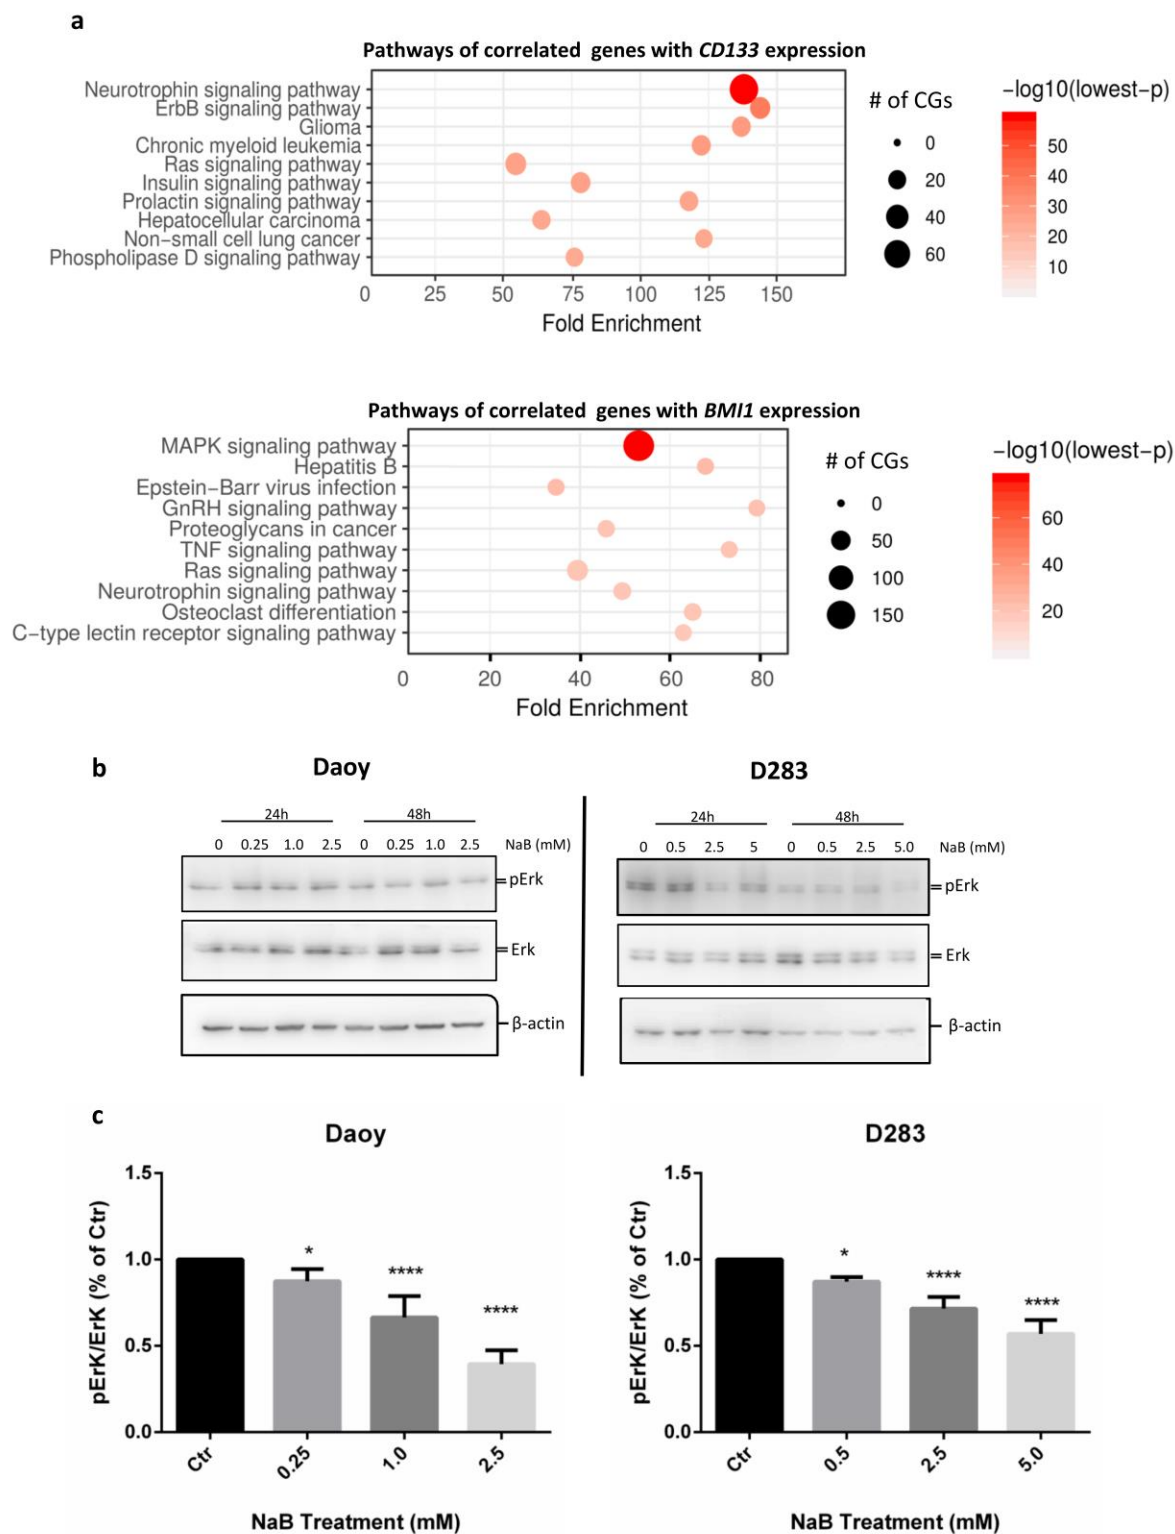 a
Pathways of correlated genes with CD133 expression
Neurotrophin signaling pathway
ErbB signaling pathway
Glioma
Chronic myeloid leukemia
Ras signaling pathway
Insulin signaling pathway
Prolactin signaling pathway
Hepatocellular carcinoma
Non−small cell lung cancer
Phospholipase D signaling pathway
0 25 50 75 100 125 150
Fold Enrichment
# of CGs
0
20
40
60
−log10(lowest−p)
50
40
30
20
10
Pathways of correlated genes with BMI1 expression
MAPK signaling pathway
Hepatitis B
Epstein−Barr virus infection
GnRH signaling pathway
Proteoglycans in cancer
TNF signaling pathway
Ras signaling pathway
Neurotrophin signaling pathway
Osteoclast differentiation
C−type lectin receptor signaling pathway
0 20 40 60 80
Fold Enrichment
# of CGs
0
50
100
150
−log10(lowest−p)
60
40
20
b
Daoy
24h 48h
0 0.25 1.0 2.5 0 0.25 1.0 2.5 NaB (mM)
pErk
Erk
β-actin
D283
24h 48h
0 0.5 2.5 5 0 0.5 2.5 5.0 NaB (mM)
pErk
Erk
β-actin
c
Daoy
pErK/ErK (% of Ctr)
1.5
1.0
0.5
0.0
* **** ****
Ctr 0.25 1.0 2.5
NaB Treatment (mM)
D283
pErK/ErK (% of Ctr)
1.5
1.0
0.5
0.0
* **** ****
Ctr 0.5 2.5 5.0
NaB Treatment (mM)